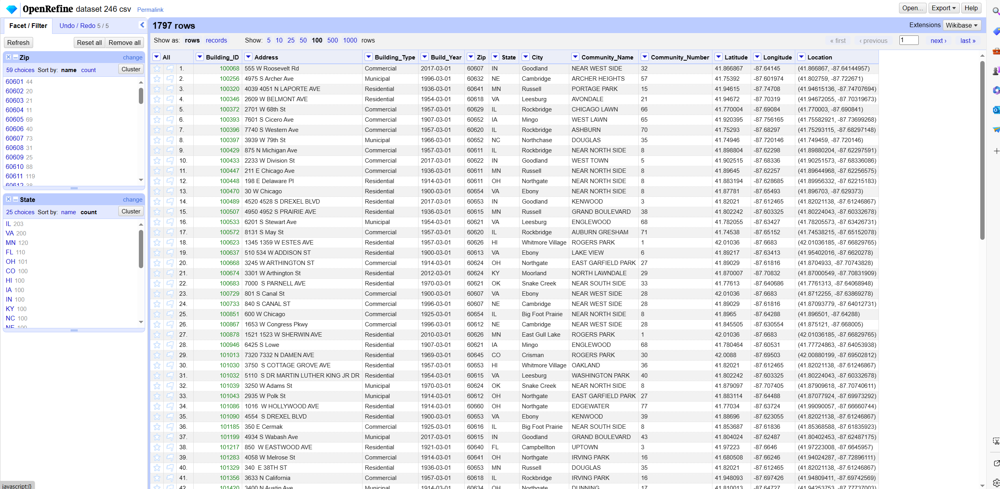 OpenRefine dataset 246 csv Permalink Open... Export Help
Facet / Filter Undo / Redo 5 / 5 1797 rows Extensions Wikibase
Refresh Reset all Remove all Show as: rows records Show: 5 10 25 50 100 500 1000 rows « first ‹ previous 1 next › last »
Zip change
59 choices Sort by: name count Cluster
60601 44
60602 20
60603 21
60604 11
60605 69
60606 40
60607 73
60608 31
60609 25
60610 88
60611 119
60612 38
State change
25 choices Sort by: name count Cluster
IL 203
VA 200
MN 120
FL 110
OH 101
CO 100
HI 100
IA 100
IN 100
KY 100
NC 100
NE 100
All Building_ID Address Building_Type Build_Year Zip State City Community_Name Community_Number Latitude Longitude Location
1. 100068 555 W Roosevelt Rd Commercial 2017-03-01 60607 IN Goodland NEAR WEST SIDE 32 41.866867 -87.64145 (41.866867, -87.64144957)
2. 100256 4975 S Archer Ave Municipal 1996-03-01 60632 NE Cambridge ARCHER HEIGHTS 57 41.75392 -87.601974 (41.802759, -87.722671)
3. 100320 4039 4051 N LAPORTE AVE Residential 1936-03-01 60641 MN Russell PORTAGE PARK 15 41.94615 -87.74708 (41.94615136, -87.74707694)
4. 100346 2609 W BELMONT AVE Residential 1954-03-01 60618 VA Leesburg AVONDALE 21 41.94672 -87.70319 (41.94672055, -87.70319673)
5. 100372 2701 W 68th St Commercial 1957-03-01 60629 IL Rockbridge CHICAGO LAWN 66 41.770004 -87.69084 (41.770003, -87.690841)
6. 100393 7601 S Cicero Ave Commercial 1907-03-01 60652 IA Mingo WEST LAWN 65 41.920395 -87.756165 (41.75582921, -87.73699268)
7. 100396 7740 S Western Ave Commercial 1957-03-01 60620 IL Rockbridge ASHBURN 70 41.75293 -87.68297 (41.75293115, -87.68297148)
8. 100397 3939 W 79th St Municipal 1966-03-01 60652 NC Northchase DOUGLAS 35 41.74946 -87.720146 (41.749459, -87.720146)
9. 100429 875 N Michigan Ave Commercial 1957-03-01 60611 IL Rockbridge NEAR NORTH SIDE 8 41.898804 -87.62298 (41.89880204, -87.62297591)
10. 100433 2233 W Division St Commercial 2017-03-01 60622 IN Goodland WEST TOWN 5 41.902515 -87.68336 (41.90251573, -87.68336086)
11. 100447 211 E Chicago Ave Commercial 1936-03-01 60611 MN Russell NEAR NORTH SIDE 8 41.89645 -87.62257 (41.89644968, -87.62256575)
12. 100448 198 E Delaware Pl Residential 1914-03-01 60611 OH Northgate NEAR NORTH SIDE 8 41.883194 -87.628685 (41.89956332, -87.62215183)
13. 100470 30 W Chicago Residential 1900-03-01 60654 VA Ebony NEAR NORTH SIDE 8 41.87781 -87.65493 (41.896703, -87.629373)
14. 100489 4520 4528 S DREXEL BLVD Residential 2017-03-01 60653 IN Goodland KENWOOD 3 41.82021 -87.612465 (41.82021138, -87.61246867)
15. 100507 4950 4952 S PRAIRIE AVE Residential 1936-03-01 60615 MN Russell GRAND BOULEVARD 38 41.802242 -87.603325 (41.80224043, -87.60332678)
16. 100533 6201 S Stewart Ave Municipal 1954-03-01 60621 VA Leesburg ENGLEWOOD 68 41.782055 -87.63427 (41.78205573, -87.63426731)
17. 100572 8131 S May St Commercial 1957-03-01 60620 IL Rockbridge AUBURN GRESHAM 71 41.74538 -87.65152 (41.74538215, -87.65152078)
18. 100623 1345 1359 W ESTES AVE Residential 1957-03-01 60626 HI Whitmore Village ROGERS PARK 1 42.01036 -87.6683 (42.01036185, -87.66829765)
19. 100637 510 534 W ADDISON ST Residential 1900-03-01 60613 VA Ebony LAKE VIEW 6 41.89217 -87.63413 (41.95402016, -87.6620278)
20. 100668 3245 W ARTHINGTON ST Commercial 1914-03-01 60624 OH Northgate EAST GARFIELD PARK 27 41.89029 -87.61816 (41.8704933, -87.70743828)
21. 100674 3301 W Arthington St Residential 2012-03-01 60624 KY Moorland NORTH LAWNDALE 29 41.870007 -87.70832 (41.87000549, -87.70831909)
22. 100683 7000 S PARNELL AVE Residential 1970-03-01 60621 OK Snake Creek NEAR SOUTH SIDE 33 41.77613 -87.640686 (41.7761313, -87.64068948)
23. 100729 801 S Canal St Commercial 1900-03-01 60607 VA Ebony NEAR WEST SIDE 28 42.01036 -87.6683 (41.8712255, -87.63869278)
24. 100733 840 S CANAL ST Commercial 1996-03-01 60607 NE Cambridge NEAR WEST SIDE 28 41.89029 -87.61816 (41.87093779, -87.64012731)
25. 100851 600 W Chicago Commercial 1925-03-01 60654 IL Big Foot Prairie NEAR NORTH SIDE 8 41.8965 -87.64288 (41.896501, -87.64288)
26. 100867 1653 W Congress Pkwy Commercial 1996-03-01 60612 NE Cambridge NEAR WEST SIDE 28 41.845505 -87.630554 (41.875121, -87.668005)
27. 100878 1521 1523 W SHERWIN AVE Residential 2010-03-01 60626 MN East Gull Lake ROGERS PARK 1 42.01036 -87.6683 (42.01036185, -87.66829765)
28. 100946 6425 S Lowe Residential 1907-03-01 60621 IA Mingo ENGLEWOOD 68 41.780464 -87.60531 (41.77724863, -87.64053938)
29. 101013 7320 7332 N DAMEN AVE Residential 1969-03-01 60645 CO Crisman ROGERS PARK 30 42.0088 -87.69503 (42.00880199, -87.69502812)
30. 101030 3750 S COTTAGE GROVE AVE Residential 1957-03-01 60653 HI Whitmore Village OAKLAND 36 41.82021 -87.612465 (41.82021138, -87.61246867)
31. 101032 5110 S DR MARTIN LUTHER KING JR DR Residential 1954-03-01 60615 VA Leesburg WASHINGTON PARK 40 41.802242 -87.603325 (41.80224043, -87.60332678)
32. 101039 3250 W Adams St Municipal 1970-03-01 60624 OK Snake Creek NEAR NORTH SIDE 8 41.879097 -87.707405 (41.87909618, -87.70740611)
33. 101043 2935 W Polk St Municipal 1914-03-01 60612 OH Northgate EAST GARFIELD PARK 27 41.883114 -87.64488 (41.87077924, -87.69973292)
34. 101086 1016 W HOLLYWOOD AVE Residential 1914-03-01 60660 OH Northgate EDGEWATER 77 41.77034 -87.63724 (41.99090057, -87.66660744)
35. 101090 4554 S DREXEL BLVD Residential 1900-03-01 60653 VA Ebony KENWOOD 39 41.88696 -87.623055 (41.82021138, -87.61246867)
36. 101185 350 E Cermak Commercial 1925-03-01 60616 IL Big Foot Prairie NEAR SOUTH SIDE 8 41.853687 -87.61836 (41.85368588, -87.61835923)
37. 101199 4934 S Wabash Ave Municipal 2017-03-01 60615 IN Goodland GRAND BOULEVARD 43 41.804024 -87.62487 (41.80402453, -87.62487175)
38. 101217 850 W EASTWOOD AVE Residential 1921-03-01 60640 FL Campbellton UPTOWN 3 41.97223 -87.6646 (41.97223008, -87.6645957)
39. 101283 4058 W Melrose St Commercial 1914-03-01 60641 OH Northgate IRVING PARK 16 41.680508 -87.66246 (41.94024287, -87.72896111)
40. 101329 340 E 38TH ST Residential 1936-03-01 60653 MN Russell DOUGLAS 35 41.82021 -87.612465 (41.82021138, -87.61246867)
41. 101356 3633 N California Commercial 1957-03-01 60618 IL Rockbridge IRVING PARK 16 41.948093 -87.697426 (41.94809411, -87.69742569)
42. 101420 3400 N Austin Ave Municipal 1914-03-01 60634 OH Northgate DUNNING 17 41.810013 -87.64727 (41.94253753, -87.77737003)
javascript:{}